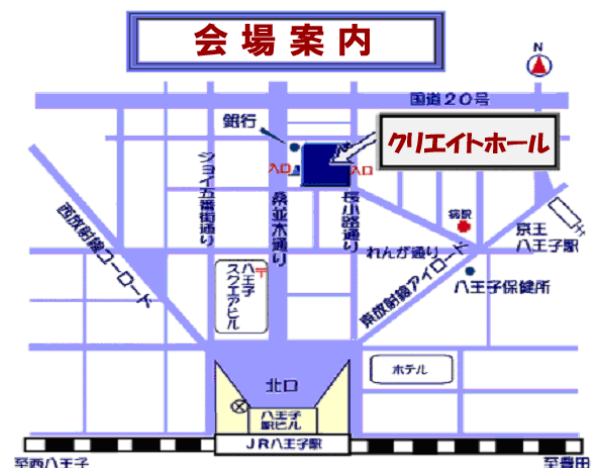 会場案内
N
国道20号
銀行
クリエイトホール
入口
入口
ジョイ五番街通り
桑並木通り
長小路通り
西放射線ユーロード
病院
れんが通り
京王
八王子駅
東放射線アイロード
八王子保健所
八王子
スクエアビル
〒
北口
ホテル
八王子
駅ビル
JR八王子駅
至西八王子
至豊田